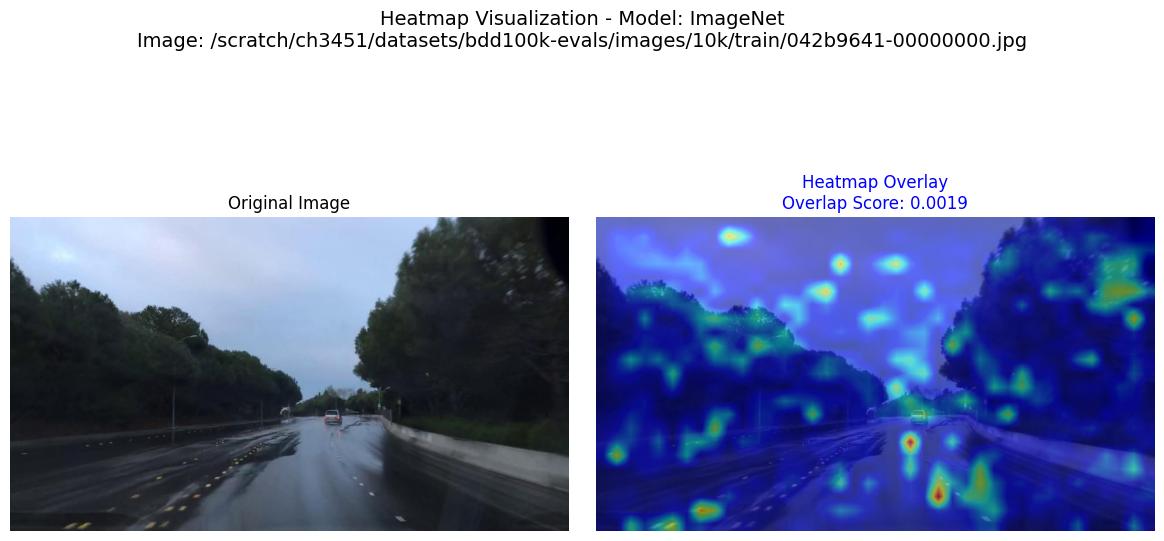 Heatmap Visualization - Model: ImageNet
Image: /scratch/ch3451/datasets/bdd100k-evals/images/10k/train/042b9641-00000000.jpg
Original Image
Heatmap Overlay
Overlap Score: 0.0019